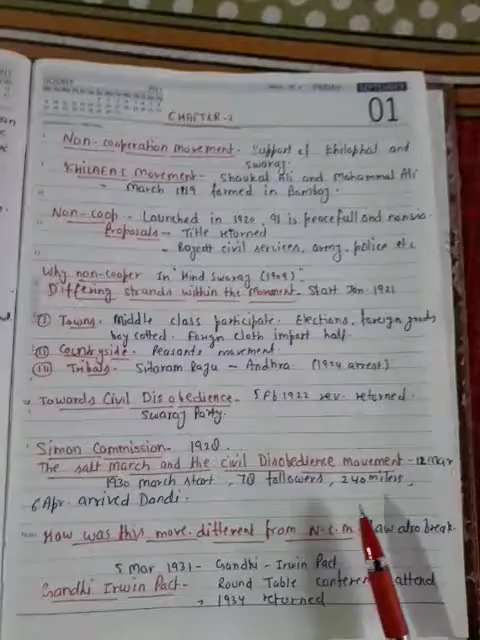 FRIDAY SEPTEMBER
01
CHAPTER-2
Non-cooperation movement. Support of Khilaphat and
swaraj.
Khilafat Movement - Shaukat Ali and Mohammad Ali
- March 1919 formed in Bombay.
Non-coop - Launched in 1920, It is peacefull and nonvio
Proposals - Title returned
- Boycott civil services, army, police etc
Why non-cooper In "Hind Swaraj (1909)"
Differing strands within the Movement. Start Jan. 1921
(i) Towns. Middle class participate. Elections, foreign goods
boycotted. Foreign cloth import half.
(ii) Countryside. Peasants movement
(iii) Tribals. Sitaram Raju - Andhra (1924 arrest)
Towards Civil Disobedience. 5 Fb 1922 rev. returned.
Swaraj Party.
Simon Commission. 1928.
The salt march and the civil Disobedience movement - 12 mar
1930 march start, 78 followers, 240 miles,
6 Apr. arrived Dandi.
How was this move. different from N.C.M. law also break.
5 Mar 1931 - Gandhi - Irwin Pact
Gandhi Irwin Pact - Round Table conferen attend
, 1934 returned